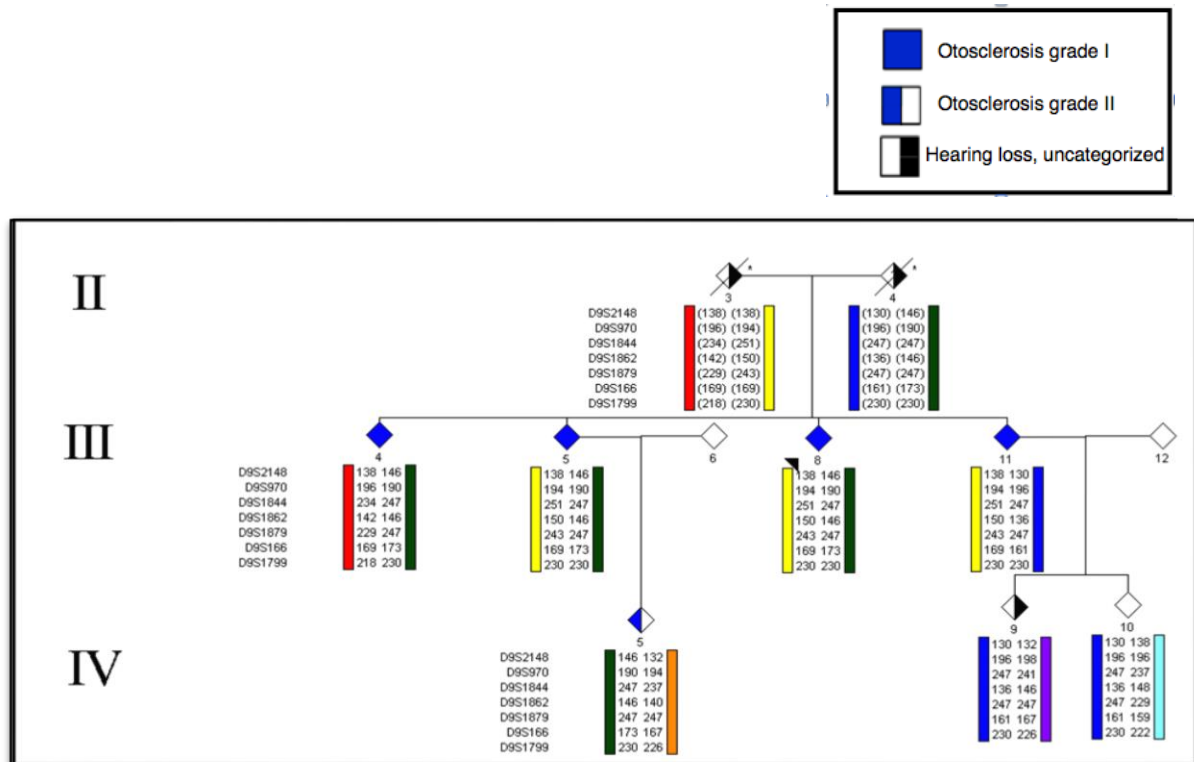 Otosclerosis grade I
Otosclerosis grade II
Hearing loss, uncategorized
II
* *
3 4
D9S2148 (138) (138) (130) (146)
D9S970 (196) (194) (196) (190)
D9S1844 (234) (251) (247) (247)
D9S1862 (142) (150) (136) (146)
D9S1879 (229) (243) (247) (247)
D9S166 (169) (169) (161) (173)
D9S1799 (218) (230) (230) (230)
III
4 5 6 8 11 12
D9S2148 138 146 138 146 138 146 138 130
D9S970 196 190 194 190 194 190 194 196
D9S1844 234 247 251 247 251 247 251 247
D9S1862 142 146 150 146 150 146 150 136
D9S1879 229 247 243 247 243 247 243 247
D9S166 169 173 169 173 169 173 169 161
D9S1799 218 230 230 230 230 230 230 230
IV
5 9 10
D9S2148 146 132 130 132 130 138
D9S970 190 194 196 198 196 196
D9S1844 247 237 247 241 247 237
D9S1862 146 140 136 146 136 148
D9S1879 247 247 247 247 247 229
D9S166 173 167 161 167 161 159
D9S1799 230 226 230 226 230 222